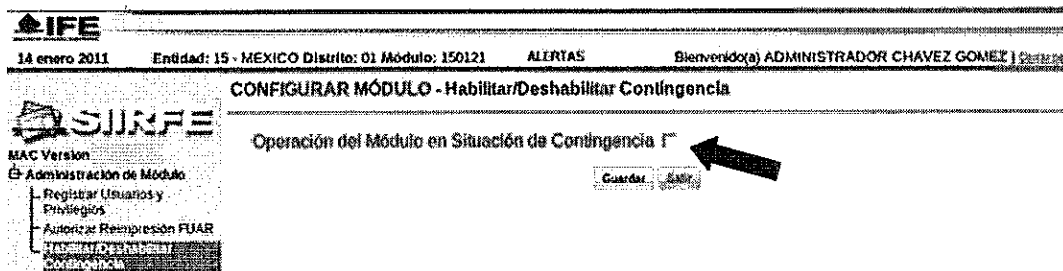 IFE
14 enero 2011 Entidad: 15 - MEXICO Distrito: 01 Módulo: 150121 ALERTAS Bienvenido(a) ADMINISTRADOR CHAVEZ GOMEZ |
CONFIGURAR MÓDULO - Habilitar/Deshabilitar Contingencia
SIIRFE
Operación del Módulo en Situación de Contingencia
MAC Version
Guardar Salir
Administración de Módulo
Registrar Usuarios y
Privilegios
Autorizar Reimpresión FUAR
Habilitar/Deshabilitar
Contingencia